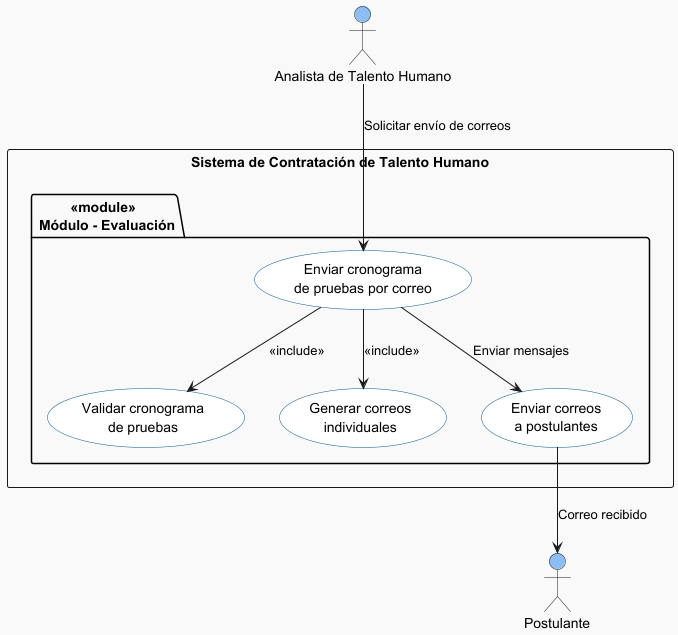 Analista de Talento Humano
Solicitar envío de correos
Sistema de Contratación de Talento Humano
«module»
Módulo - Evaluación
Enviar cronograma
de pruebas por correo
«include»
«include»
Enviar mensajes
Validar cronograma
de pruebas
Generar correos
individuales
Enviar correos
a postulantes
Correo recibido
Postulante